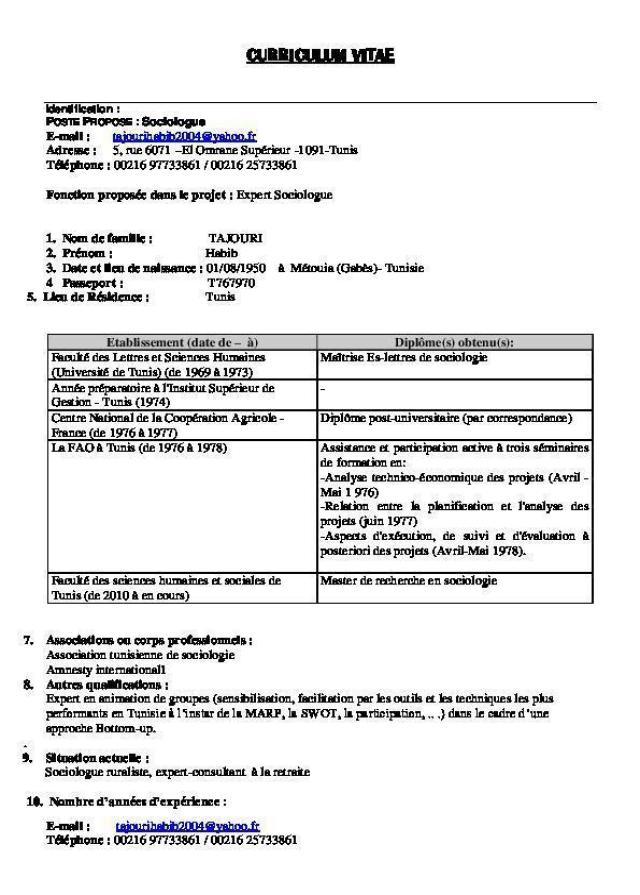 CURRICULUM VITAE
Identification :
POSTE PROPOSE : Sociologue
E-mail : tajourihabib2004@yahoo.fr
Adresse : 5, rue 6071 –El Omrane Supérieur -1091-Tunis
Téléphone : 00216 97733861 / 00216 25733861
Fonction proposée dans le projet : Expert Sociologue
1. Nom de famille : TAJOURI
2. Prénom : Habib
3. Date et lieu de naissance : 01/08/1950 à Métouia (Gabès)- Tunisie
4 Passeport : T767970
5. Lieu de Résidence : Tunis
Etablissement (date de – à) Diplôme(s) obtenu(s):
Faculté des Lettres et Sciences Humaines
(Université de Tunis) (de 1969 à 1973)
Maîtrise Es-lettres de sociologie
Année préparatoire à l'Institut Supérieur de
Gestion - Tunis (1974)
-
Centre National de la Coopération Agricole -
France (de 1976 à 1977)
Diplôme post-universitaire (par correspondance)
La FAO à Tunis (de 1976 à 1978)
Assistance et participation active à trois séminaires
de formation en:
-Analyse technico-économique des projets (Avril -
Mai 1 976)
-Relation entre la planification et l'analyse des
projets (juin 1977)
-Aspects d'exécution, de suivi et d'évaluation à
posteriori des projets (Avril-Mai 1978).
Faculté des sciences humaines et sociales de
Tunis (de 2010 à en cours)
Master de recherche en sociologie
7. Associations ou corps professionnels :
Association tunisienne de sociologie
Amnesty international1
8. Autres qualifications :
Expert en animation de groupes (sensibilisation, facilitation par les outils et les techniques les plus
performants en Tunisie à l'instar de la MARP, la SWOT, la participation, ...) dans le cadre d'une
approche Bottom-up.
.
9. Situation actuelle :
Sociologue ruraliste, expert-consultant à la retraite
10. Nombre d'années d'expérience :
E-mail : tajourihabib2004@yahoo.fr
Téléphone : 00216 97733861 / 00216 25733861